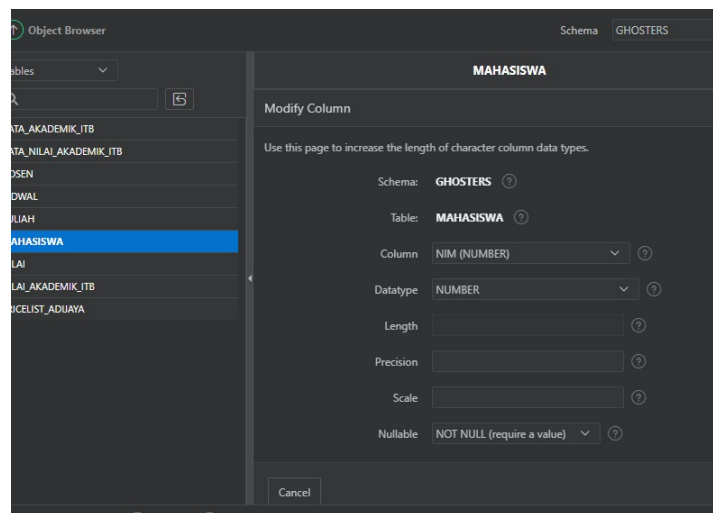 Object Browser
Schema GHOSTERS
ables
MAHASISWA
Modify Column
ATA_AKADEMIK_ITB
ATA_NILAI_AKADEMIK_ITB
Use this page to increase the length of character column data types.
OSEN
Schema: GHOSTERS
DWAL
ULIAH
Table: MAHASISWA
AHASISWA
Column NIM (NUMBER)
LAI
LAI_AKADEMIK_ITB
Datatype NUMBER
RICELIST_ADIJAYA
Length
Precision
Scale
Nullable NOT NULL (require a value)
Cancel